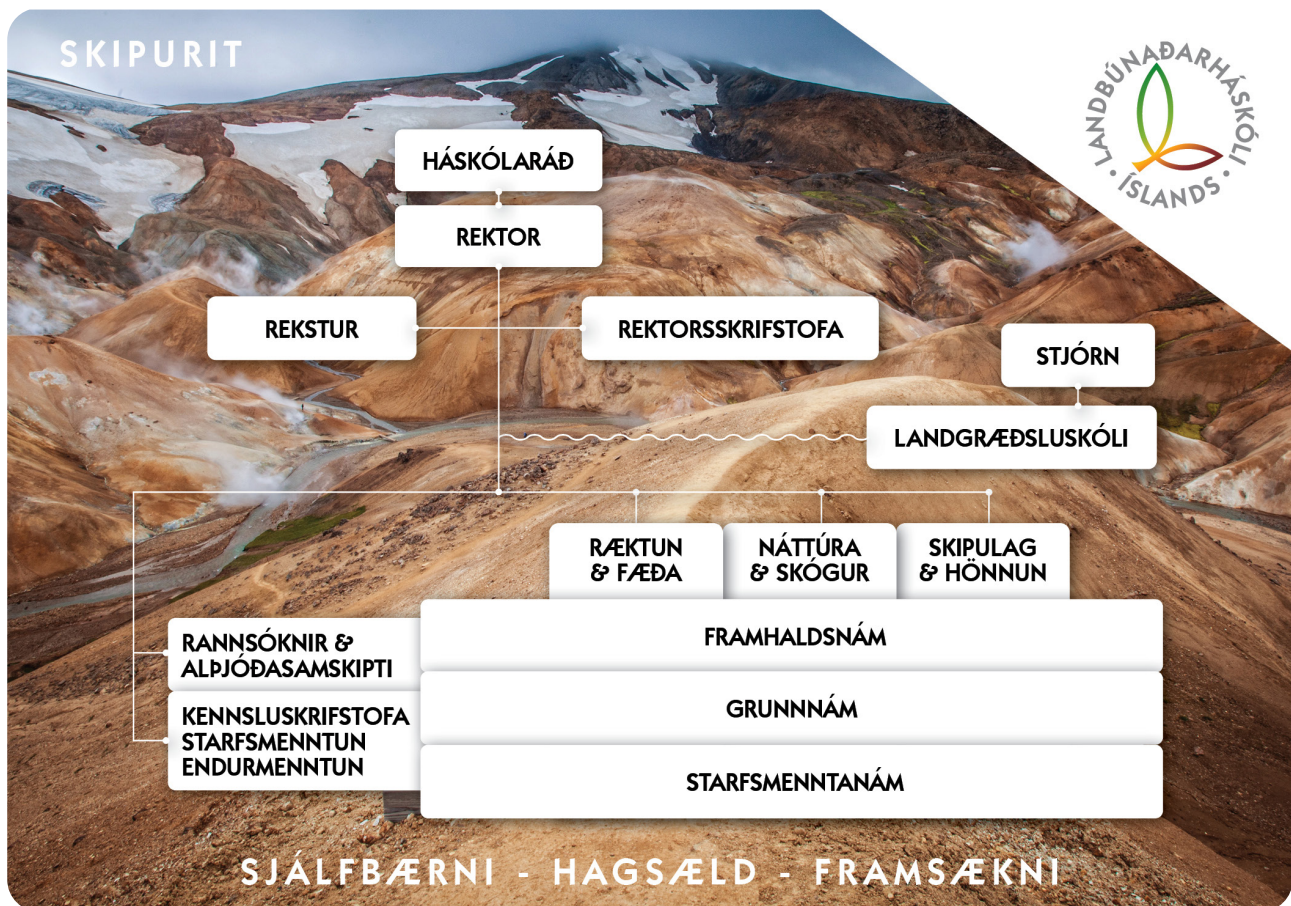 SKIPURIT
LANDBÚNAÐARHÁSKÓLI · ÍSLANDS ·
HÁSKÓLARÁÐ
REKTOR
REKSTUR
REKTORSSKRIFSTOFA
STJÓRN
LANDGRÆÐSLUSKÓLI
RÆKTUN
& FÆÐA
NÁTTÚRA
& SKÓGUR
SKIPULAG
& HÖNNUN
RANNSÓKNIR &
ALÞJÓÐASAMSKIPTI
FRAMHALDSNÁM
KENNSLUSKRIFSTOFA
STARFSMENNTUN
ENDURMENNTUN
GRUNNNÁM
STARFSMENNTANÁM
SJÁLFBÆRNI - HAGSÆLD - FRAMSÆKNI